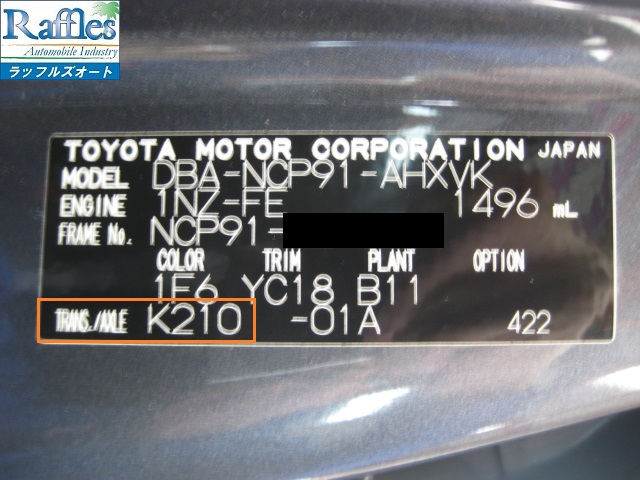 Raffles
Automobile Industry
ラッフルズオート
TOYOTA MOTOR CORPORATION JAPAN
MODEL DBA-NCP91-AHXVK
ENGINE 1NZ-FE 1496 mL
FRAME No. NCP91-
COLOR TRIM PLANT OPTION
1F6 YC18 B11
TRANS./AXLE K210 -01A 422